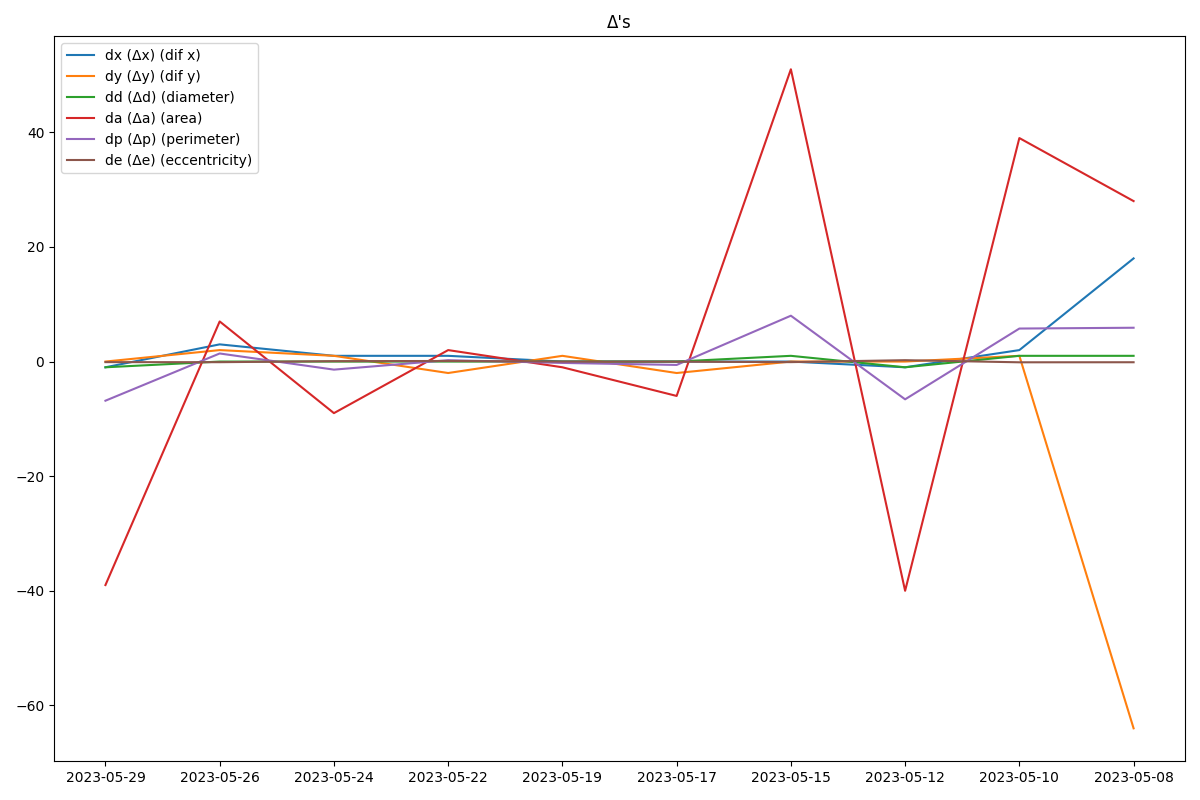 Δ's
dx (Δx) (dif x)
dy (Δy) (dif y)
dd (Δd) (diameter)
da (Δa) (area)
dp (Δp) (perimeter)
de (Δe) (eccentricity)
40
20
0
−20
−40
−60
2023-05-29 2023-05-26 2023-05-24 2023-05-22 2023-05-19 2023-05-17 2023-05-15 2023-05-12 2023-05-10 2023-05-08